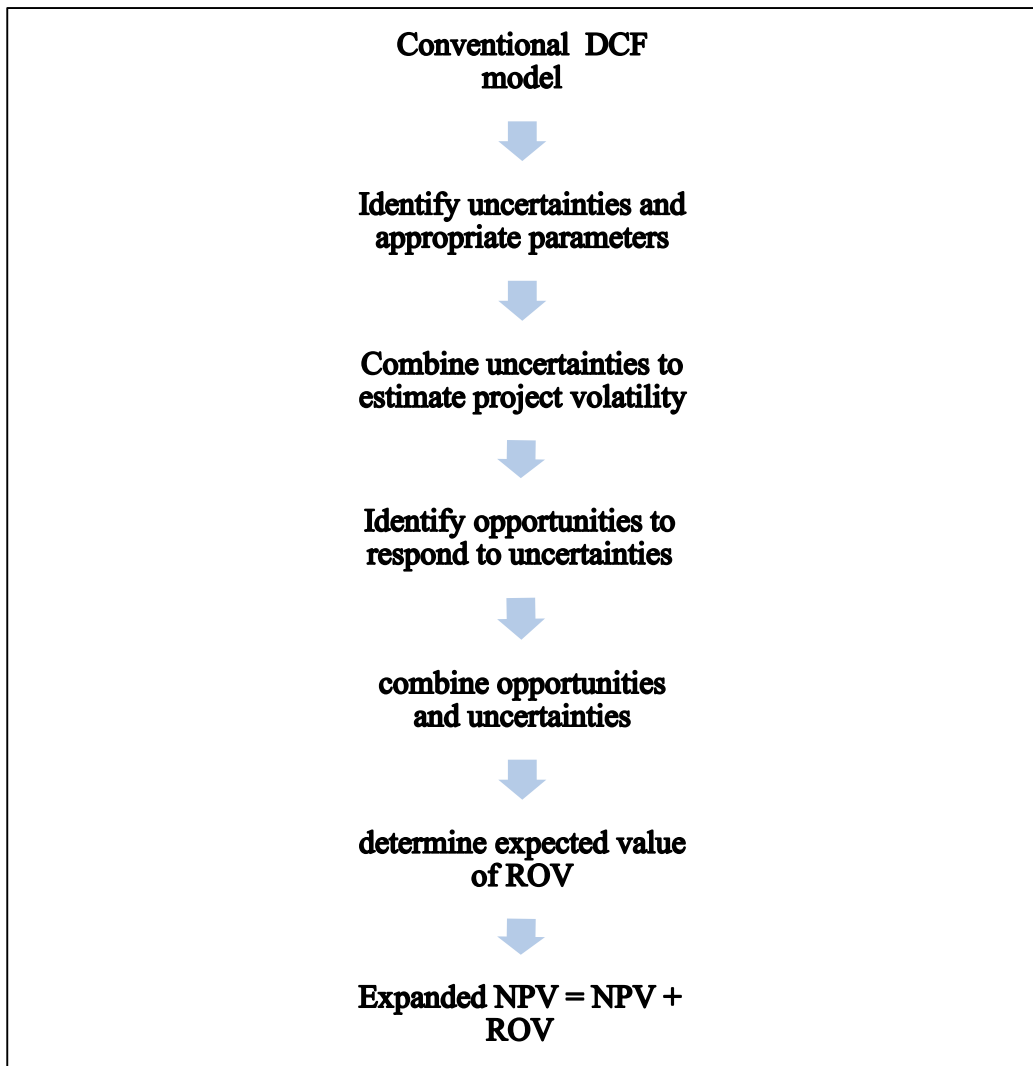 Conventional DCF
model
Identify uncertainties and
appropriate parameters
Combine uncertainties to
estimate project volatility
Identify opportunities to
respond to uncertainties
combine opportunities
and uncertainties
determine expected value
of ROV
Expanded NPV = NPV +
ROV